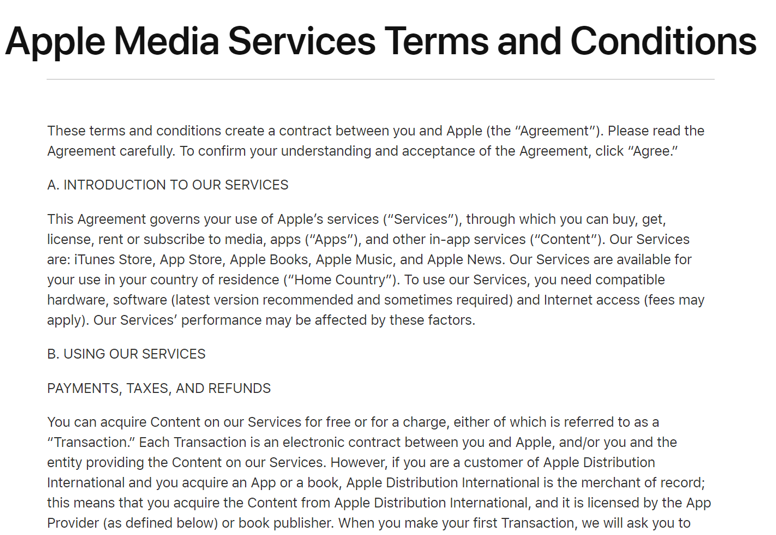 Apple Media Services Terms and Conditions
These terms and conditions create a contract between you and Apple (the “Agreement”). Please read the
Agreement carefully. To confirm your understanding and acceptance of the Agreement, click “Agree.”
A. INTRODUCTION TO OUR SERVICES
This Agreement governs your use of Apple’s services (“Services”), through which you can buy, get,
license, rent or subscribe to media, apps (“Apps”), and other in-app services (“Content”). Our Services
are: iTunes Store, App Store, Apple Books, Apple Music, and Apple News. Our Services are available for
your use in your country of residence (“Home Country”). To use our Services, you need compatible
hardware, software (latest version recommended and sometimes required) and Internet access (fees may
apply). Our Services’ performance may be affected by these factors.
B. USING OUR SERVICES
PAYMENTS, TAXES, AND REFUNDS
You can acquire Content on our Services for free or for a charge, either of which is referred to as a
“Transaction.” Each Transaction is an electronic contract between you and Apple, and/or you and the
entity providing the Content on our Services. However, if you are a customer of Apple Distribution
International and you acquire an App or a book, Apple Distribution International is the merchant of record;
this means that you acquire the Content from Apple Distribution International, and it is licensed by the App
Provider (as defined below) or book publisher. When you make your first Transaction, we will ask you to